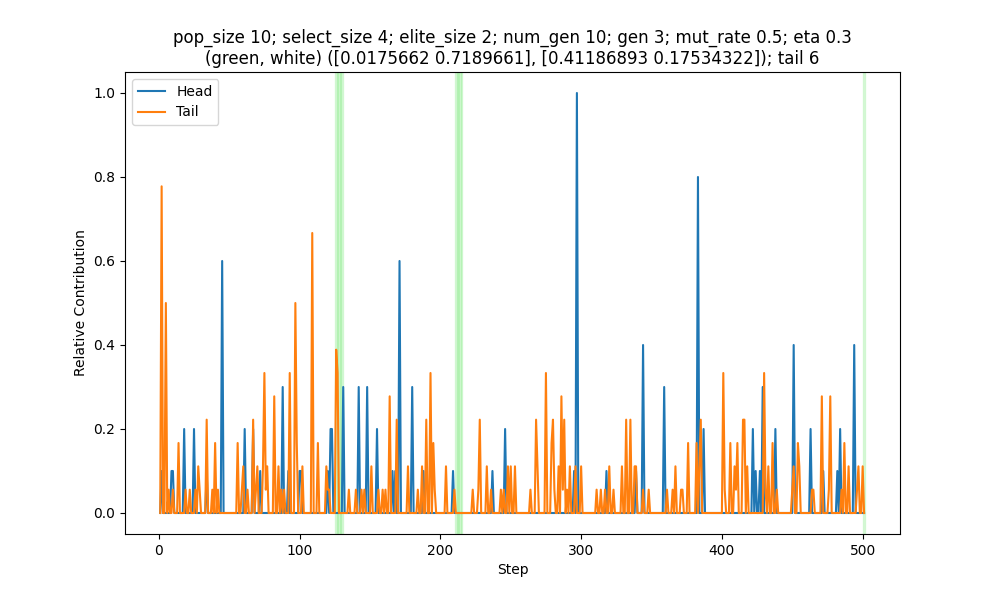 pop_size 10; select_size 4; elite_size 2; num_gen 10; gen 3; mut_rate 0.5; eta 0.3
(green, white) ([0.0175662 0.7189661], [0.41186893 0.17534322]); tail 6
Head
Tail
1.0
0.8
0.6
0.4
0.2
0.0
Relative Contribution
0
100
200
300
400
500
Step